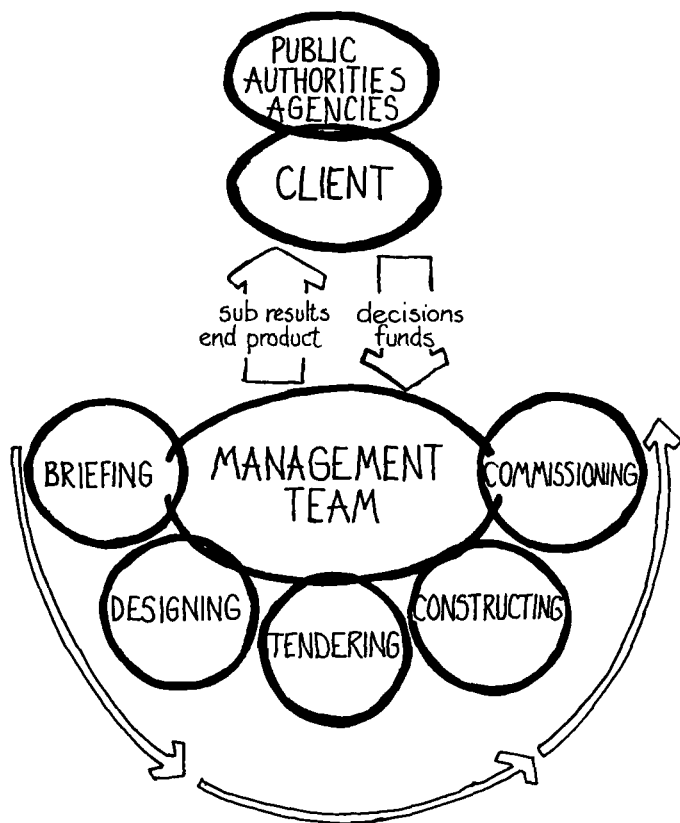 PUBLIC
AUTHORITIES
AGENCIES
CLIENT
sub results
end product
decisions
funds
MANAGEMENT
TEAM
BRIEFING
DESIGNING
TENDERING
CONSTRUCTING
COMMISSIONING